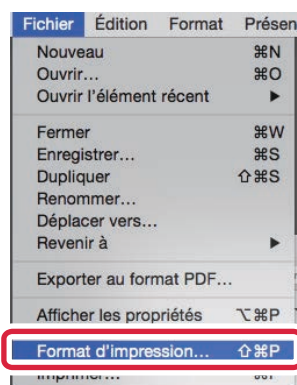 Fichier Édition Format Présen
Nouveau ⌘N
Ouvrir... ⌘O
Ouvrir l'élément récent ▶
Fermer ⌘W
Enregistrer... ⌘S
Dupliquer ⇧⌘S
Renommer...
Déplacer vers...
Revenir à ▶
Exporter au format PDF...
Afficher les propriétés ⌥⌘P
Format d'impression... ⇧⌘P
Imprimer... ⌘P